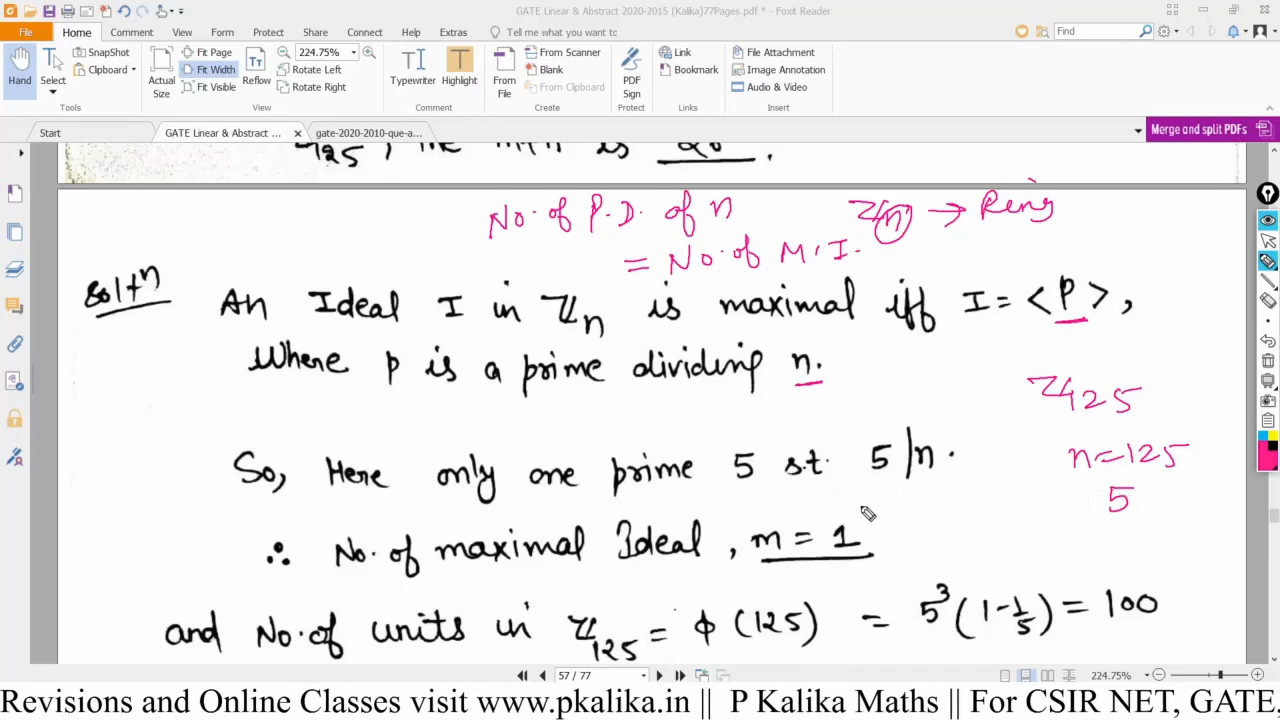 GATE Linear & Abstract 2020-2015 (Kalika)77Pages.pdf * - Foxit Reader
File Home Comment View Form Protect Share Connect Help Extras Tell me what you want to Find
Hand Select SnapShot Clipboard Actual Size Fit Page Fit Width Fit Visible Reflow 224.75% Rotate Left Rotate Right Typewriter Highlight From File From Scanner Blank From Clipboard PDF Sign Link Bookmark File Attachment Image Annotation Audio & Video
Tools View Comment Create Protect Links Insert
Start GATE Linear & Abstract ... gate-2020-2010-que-a... Merge and split PDFs
ℤ125, the m+n is
No. of P.D. of n ℤn → Ring
= No. of M.I.
Sol+n An Ideal I in ℤn is maximal iff I = <P>,
Where p is a prime dividing n.
ℤ125
So, Here only one prime 5 s.t. 5|n. n=125
5
∴ No. of maximal Ideal, m = 1
and No. of units in ℤ125 = ϕ(125) = 5³(1-1/5) = 100
57 / 77 224.75%
Revisions and Online Classes visit www.pkalika.in || P Kalika Maths || For CSIR NET, GATE,